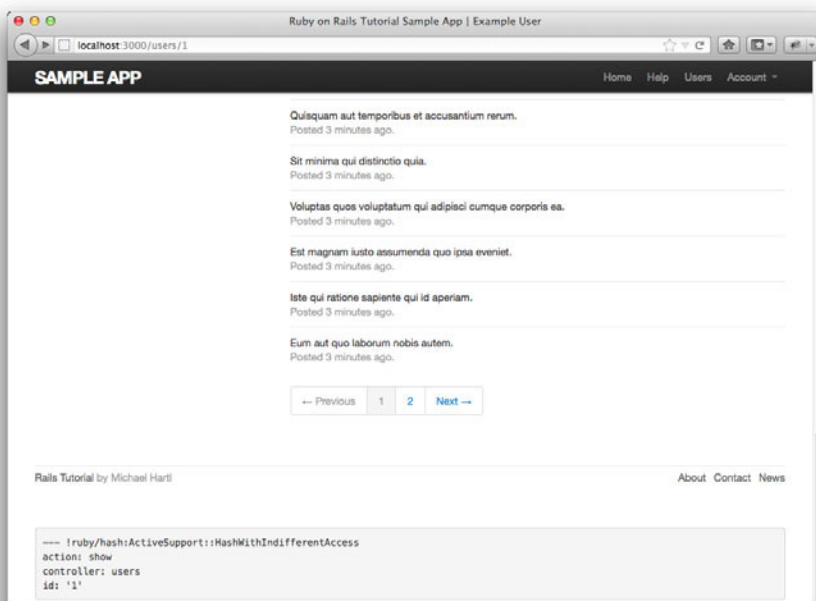 Ruby on Rails Tutorial Sample App | Example User
localhost:3000/users/1
SAMPLE APP
Home Help Users Account
Quisquam aut temporibus et accusantium rerum.
Posted 3 minutes ago.
Sit minima qui distinctio quia.
Posted 3 minutes ago.
Voluptas quos voluptatum qui adipisci cumque corporis ea.
Posted 3 minutes ago.
Est magnam iusto assumenda quo ipsa eveniet.
Posted 3 minutes ago.
Iste qui ratione sapiente qui id aperiam.
Posted 3 minutes ago.
Eum aut quo laborum nobis autem.
Posted 3 minutes ago.
← Previous 1 2 Next →
Rails Tutorial by Michael Hartl
About Contact News
--- !ruby/hash:ActiveSupport::HashWithIndifferentAccess
action: show
controller: users
id: '1'